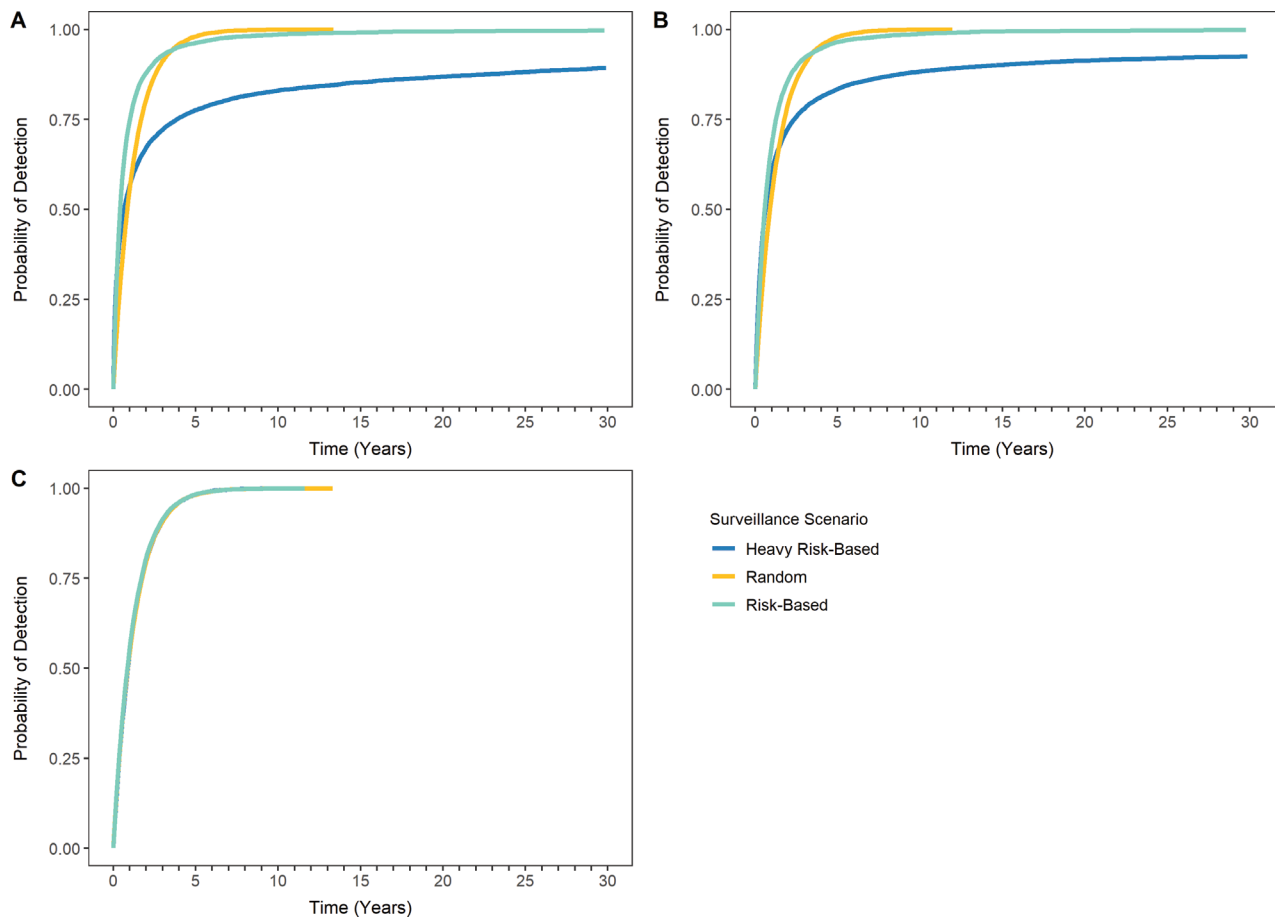 A
1.00
0.75
0.50
0.25
0.00
Probability of Detection
0 5 10 15 20 25 30
Time (Years)
B
1.00
0.75
0.50
0.25
0.00
Probability of Detection
0 5 10 15 20 25 30
Time (Years)
C
1.00
0.75
0.50
0.25
0.00
Probability of Detection
0 5 10 15 20 25 30
Time (Years)
Surveillance Scenario
Heavy Risk-Based
Random
Risk-Based